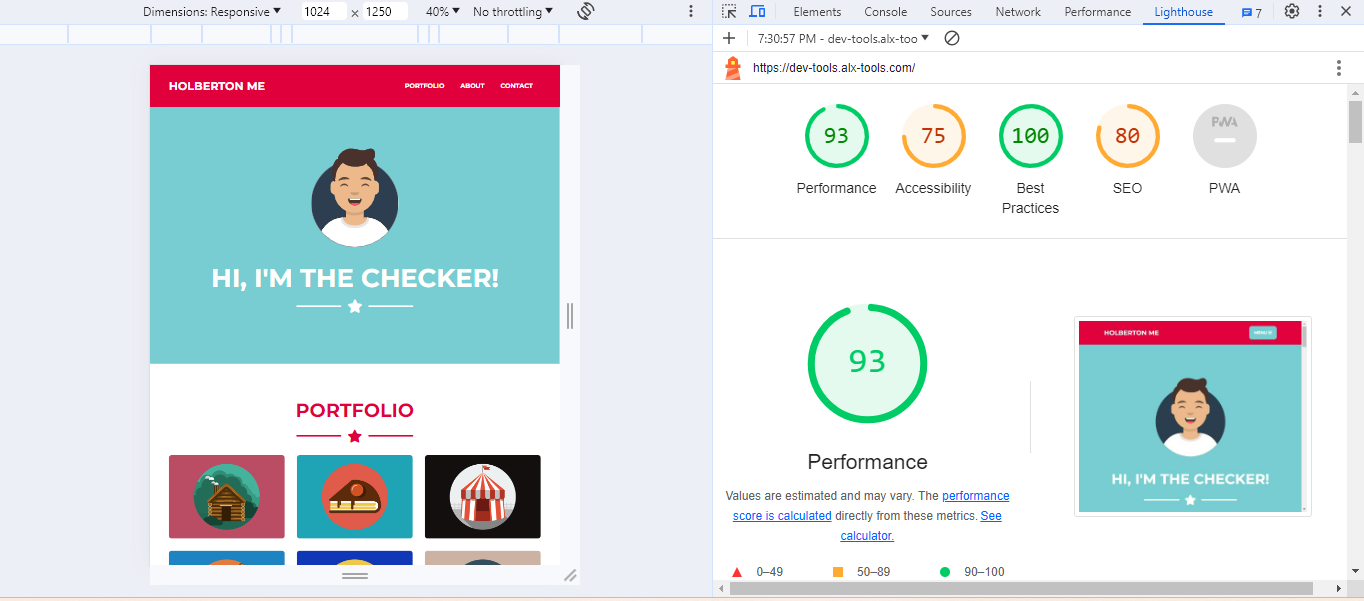 Dimensions: Responsive 1024 x 1250 40% No throttling
Elements Console Sources Network Performance Lighthouse 7
7:30:57 PM - dev-tools.alx-too
https://dev-tools.alx-tools.com/
HOLBERTON ME PORTFOLIO ABOUT CONTACT
HI, I'M THE CHECKER!
PORTFOLIO
93 75 100 80 PWA
Performance Accessibility Best Practices SEO PWA
93
Performance
Values are estimated and may vary. The performance
score is calculated directly from these metrics. See
calculator.
0–49 50–89 90–100
HOLBERTON ME
HI, I'M THE CHECKER!